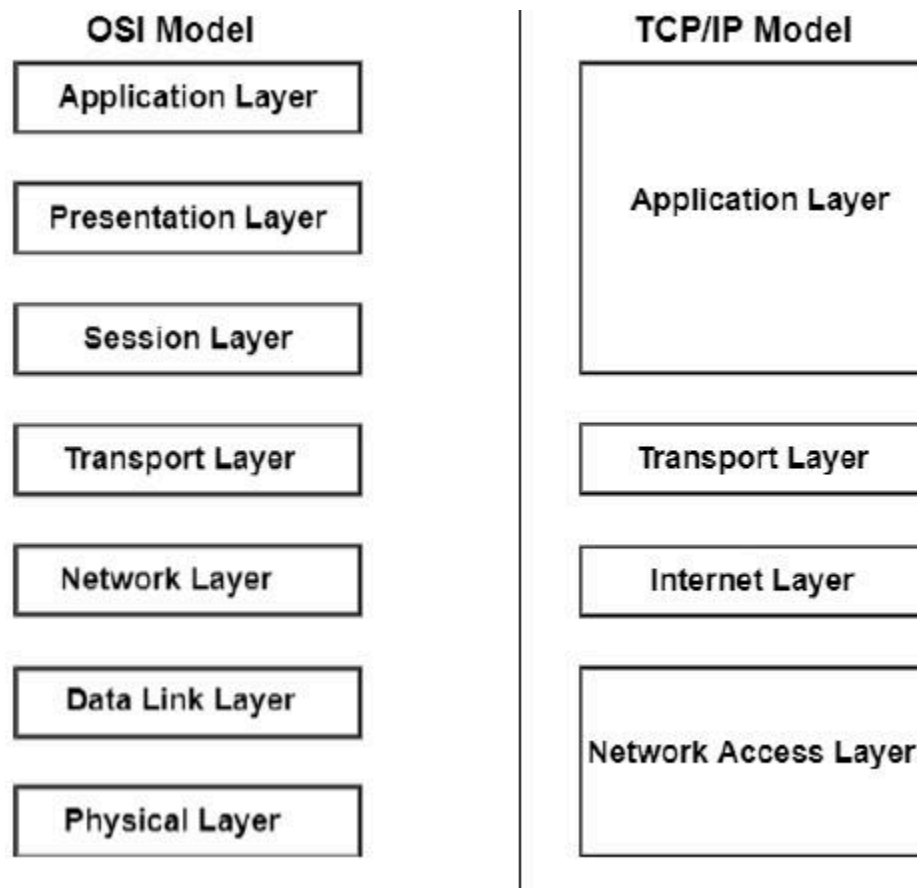 OSI Model
Application Layer
Presentation Layer
Session Layer
Transport Layer
Network Layer
Data Link Layer
Physical Layer
TCP/IP Model
Application Layer
Transport Layer
Internet Layer
Network Access Layer